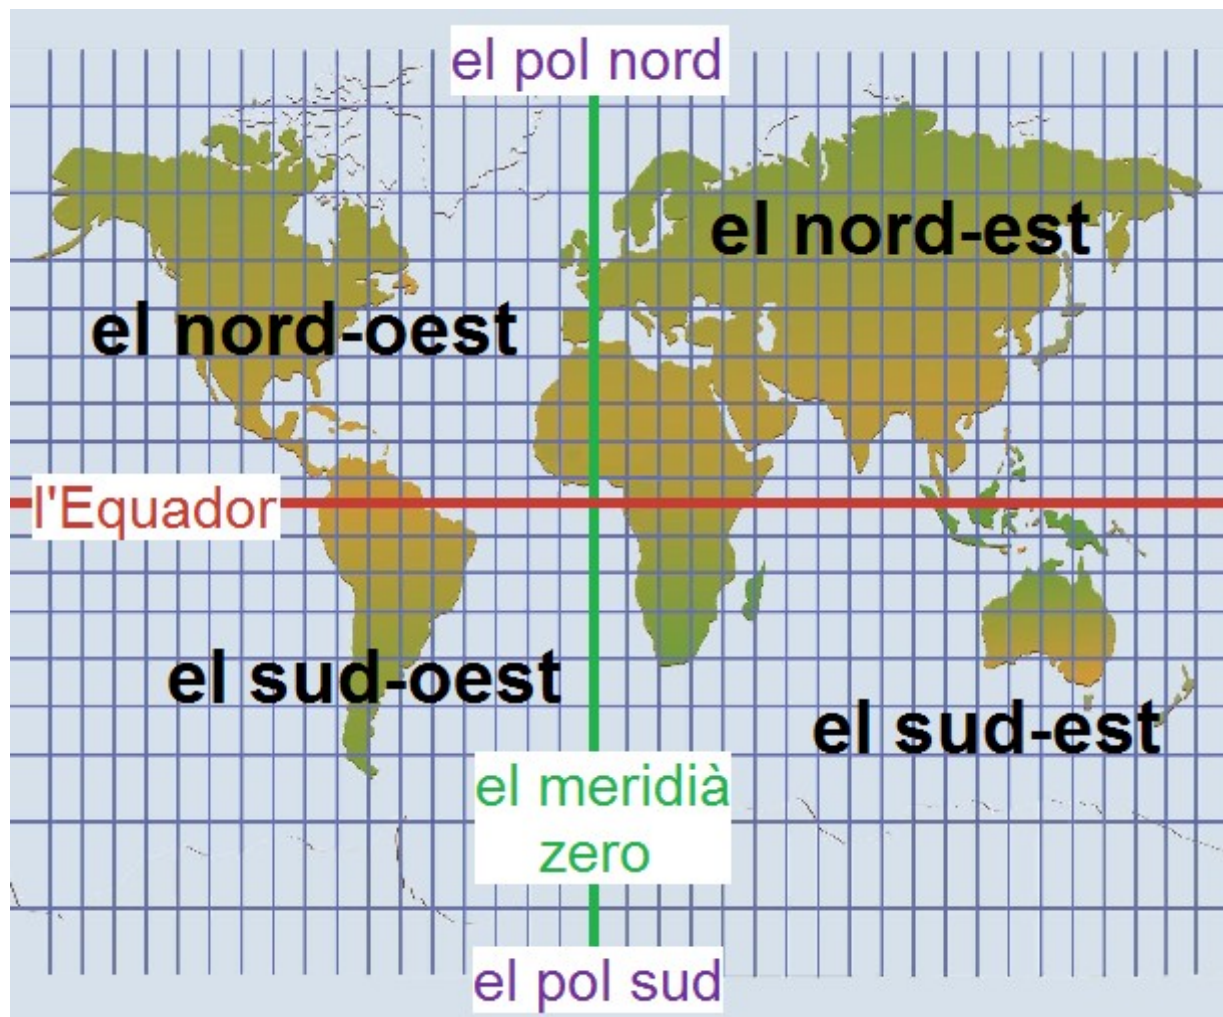 el pol nord
el nord-est
el nord-oest
l'Equador
el sud-oest
el sud-est
el meridià
zero
el pol sud